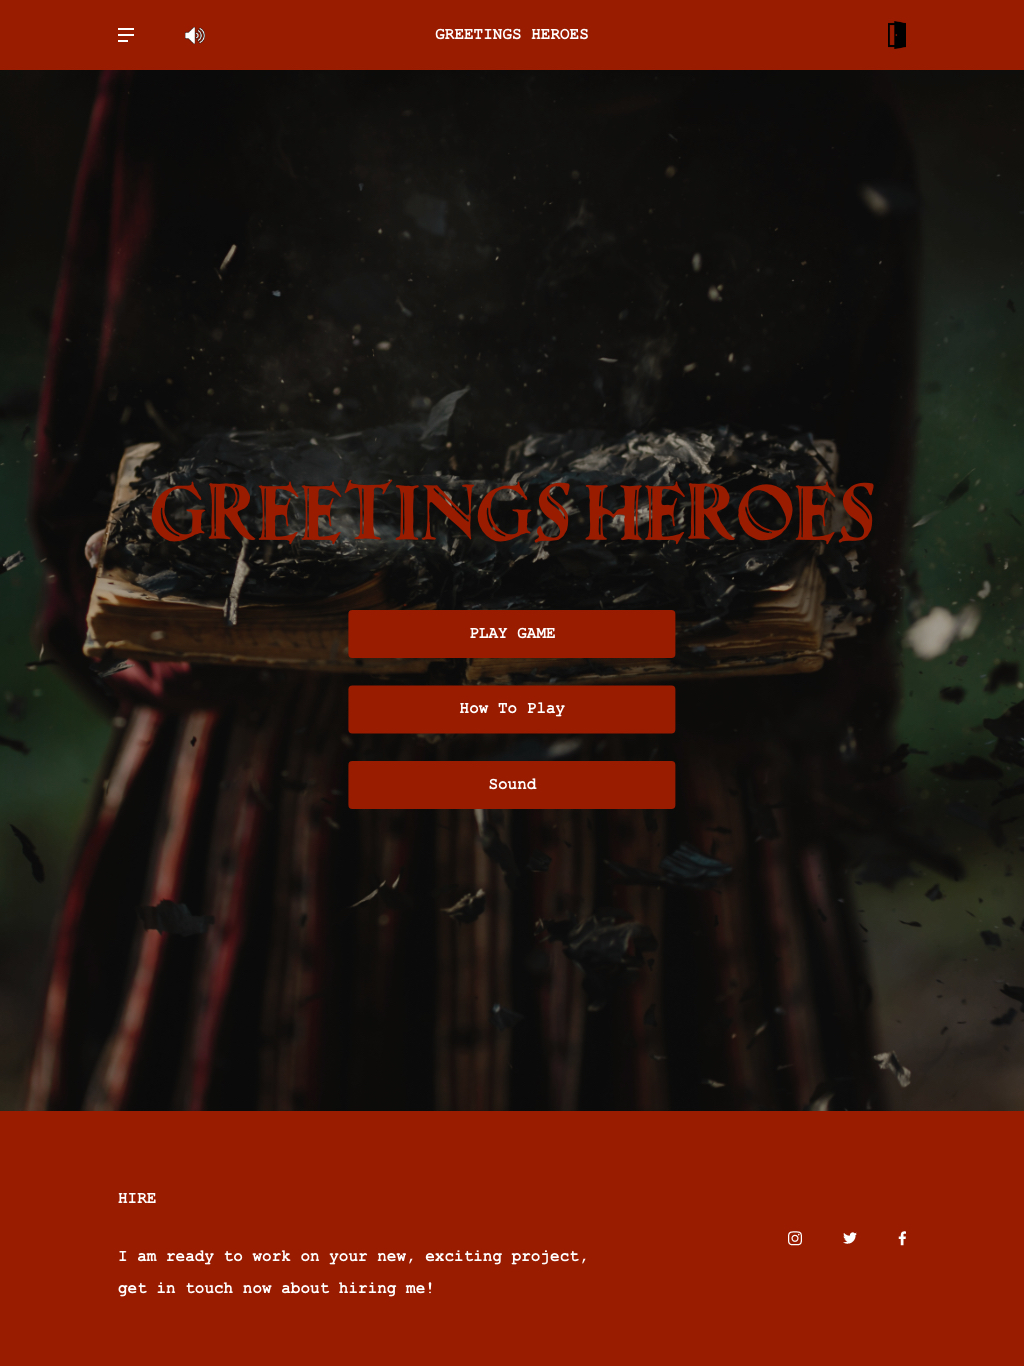 GREETINGS HEROES
GREETINGS HEROES
PLAY GAME
How To Play
Sound
HIRE
I am ready to work on your new, exciting project,
get in touch now about hiring me!